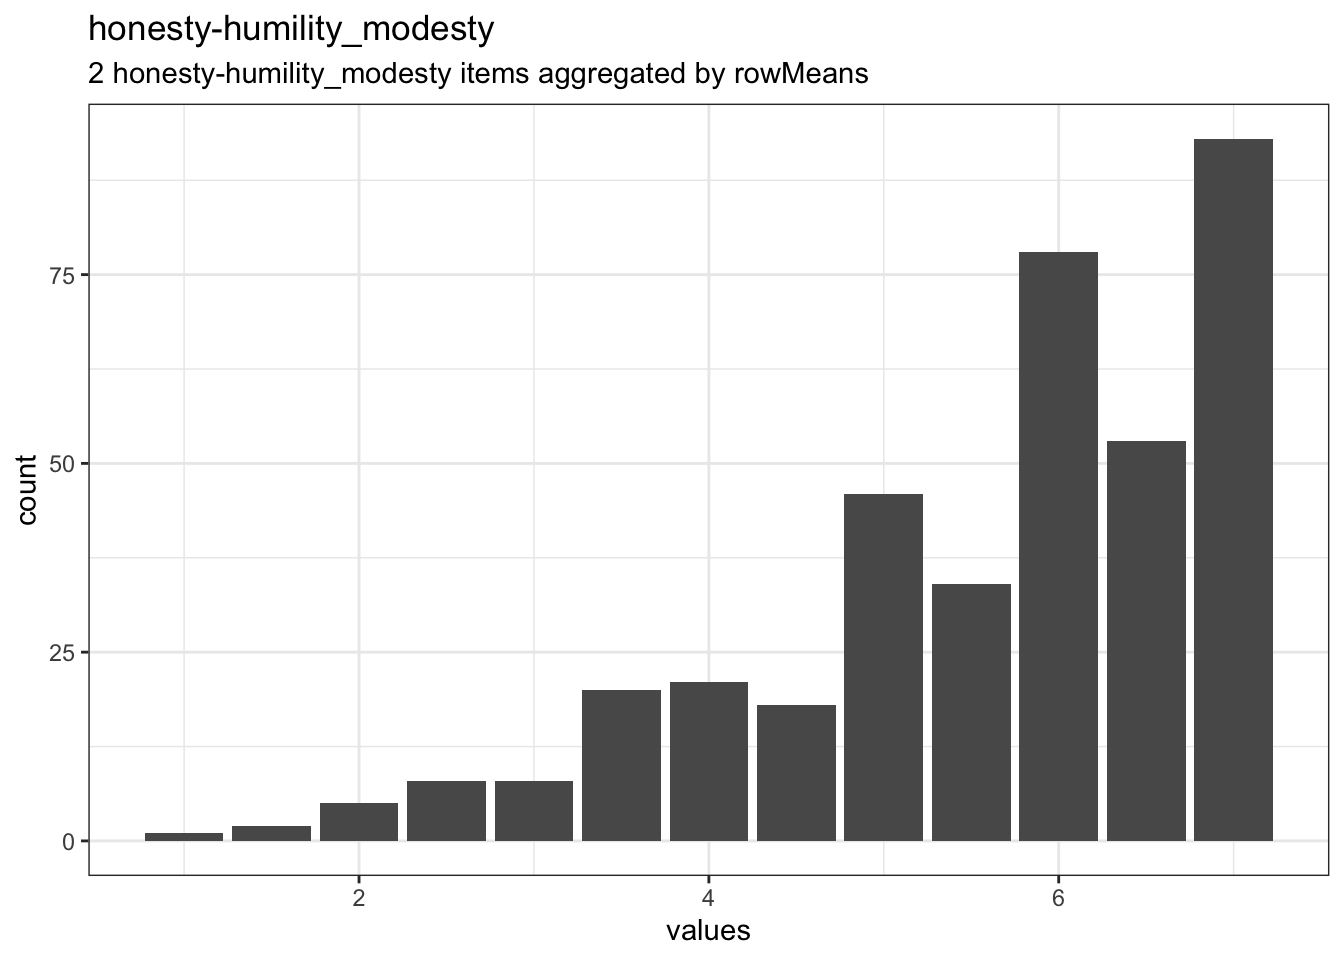 honesty-humility_modesty
2 honesty-humility_modesty items aggregated by rowMeans
count
75
50
25
0
2 4 6
values